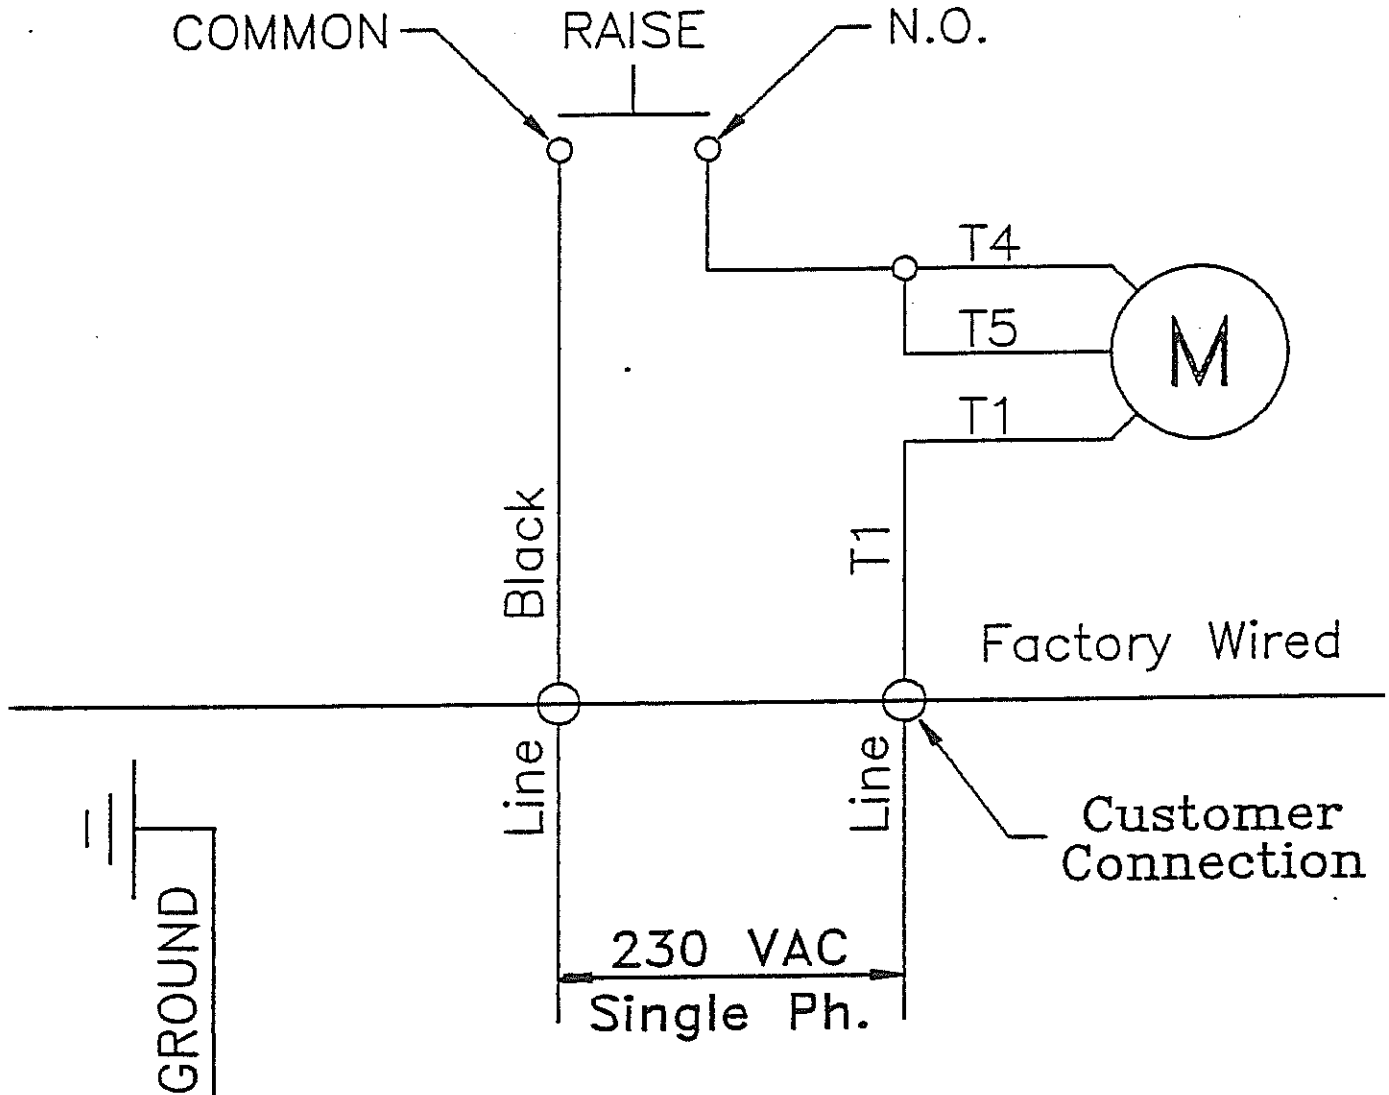 COMMON
RAISE
N.O.
T4
T5
M
T1
Black
T1
Factory Wired
Line
Line
Customer
Connection
GROUND
230 VAC
Single Ph.